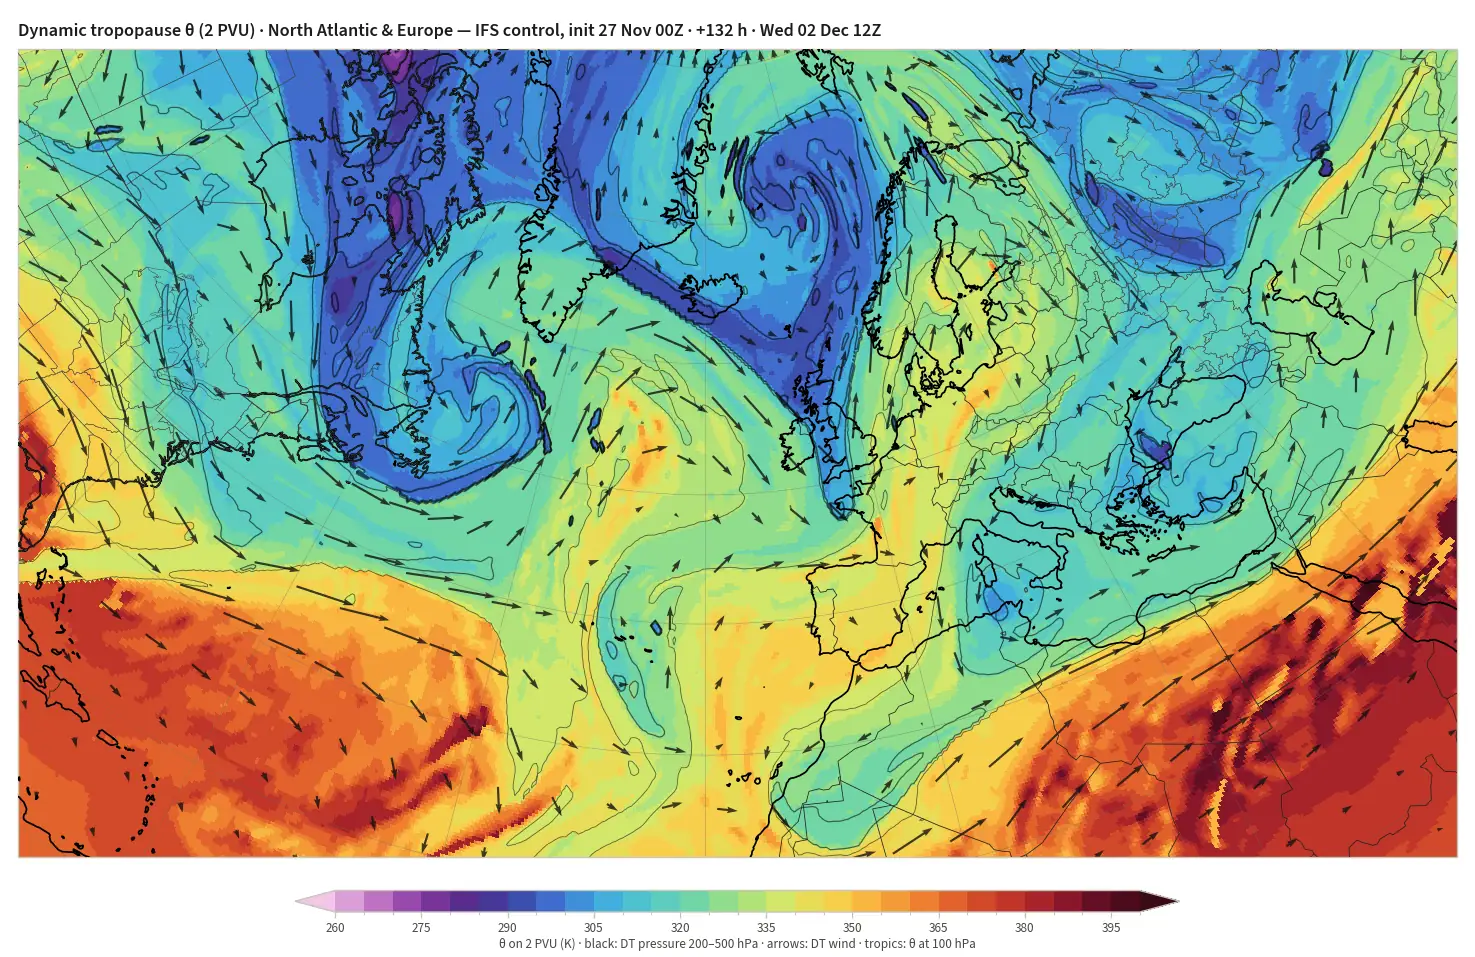 Dynamic tropopause θ (2 PVU) · North Atlantic & Europe — IFS control, init 27 Nov 00Z · +132 h · Wed 02 Dec 12Z
260 275 290 305 320 335 350 365 380 395
θ on 2 PVU (K) · black: DT pressure 200–500 hPa · arrows: DT wind · tropics: θ at 100 hPa